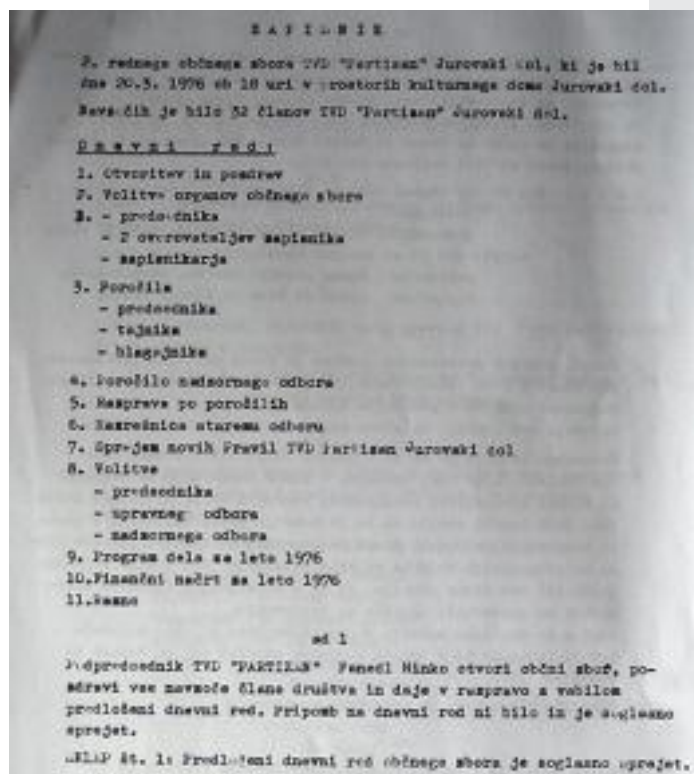 Z A P I S N I K
2. rednega občnega zbora TVD "Partizan" Jurovski dol, ki je bil
dne 20.3. 1976 ob 18 uri v prostorih kulturnega doma Jurovski dol.
Navzočih je bilo 52 članov TVD "Partizan" Jurovski dol.
D n e v n i r e d :
1. Otvoritev in pozdrav
2. Volitve organov občnega zbora
- predsednika
- 2 overovateljev zapisnika
- zapisnikarja
3. Poročila
- predsednika
- tajnika
- blagajnika
4. Poročilo nadzornega odbora
5. Razprava po poročilih
6. Razrešnica staremu odboru
7. Sprejem novih Pravil TVD Partizan Jurovski dol
8. Volitve
- predsednika
- upravnega odbora
- nadzornega odbora
9. Program dela za leto 1976
10.Finančni načrt za leto 1976
11.Razno
ad 1
Podpredsednik TVD "PARTIZAN" Minko otvori občni zbor, po-
zdravi vse navzoče člane društva in daje v razpravo z vabilom
predloženi dnevni red. Pripomb na dnevni red ni bilo in je soglasno
sprejet.
SKLEP št. 1: Predloženi dnevni red občnega zbora je soglasno sprejet.